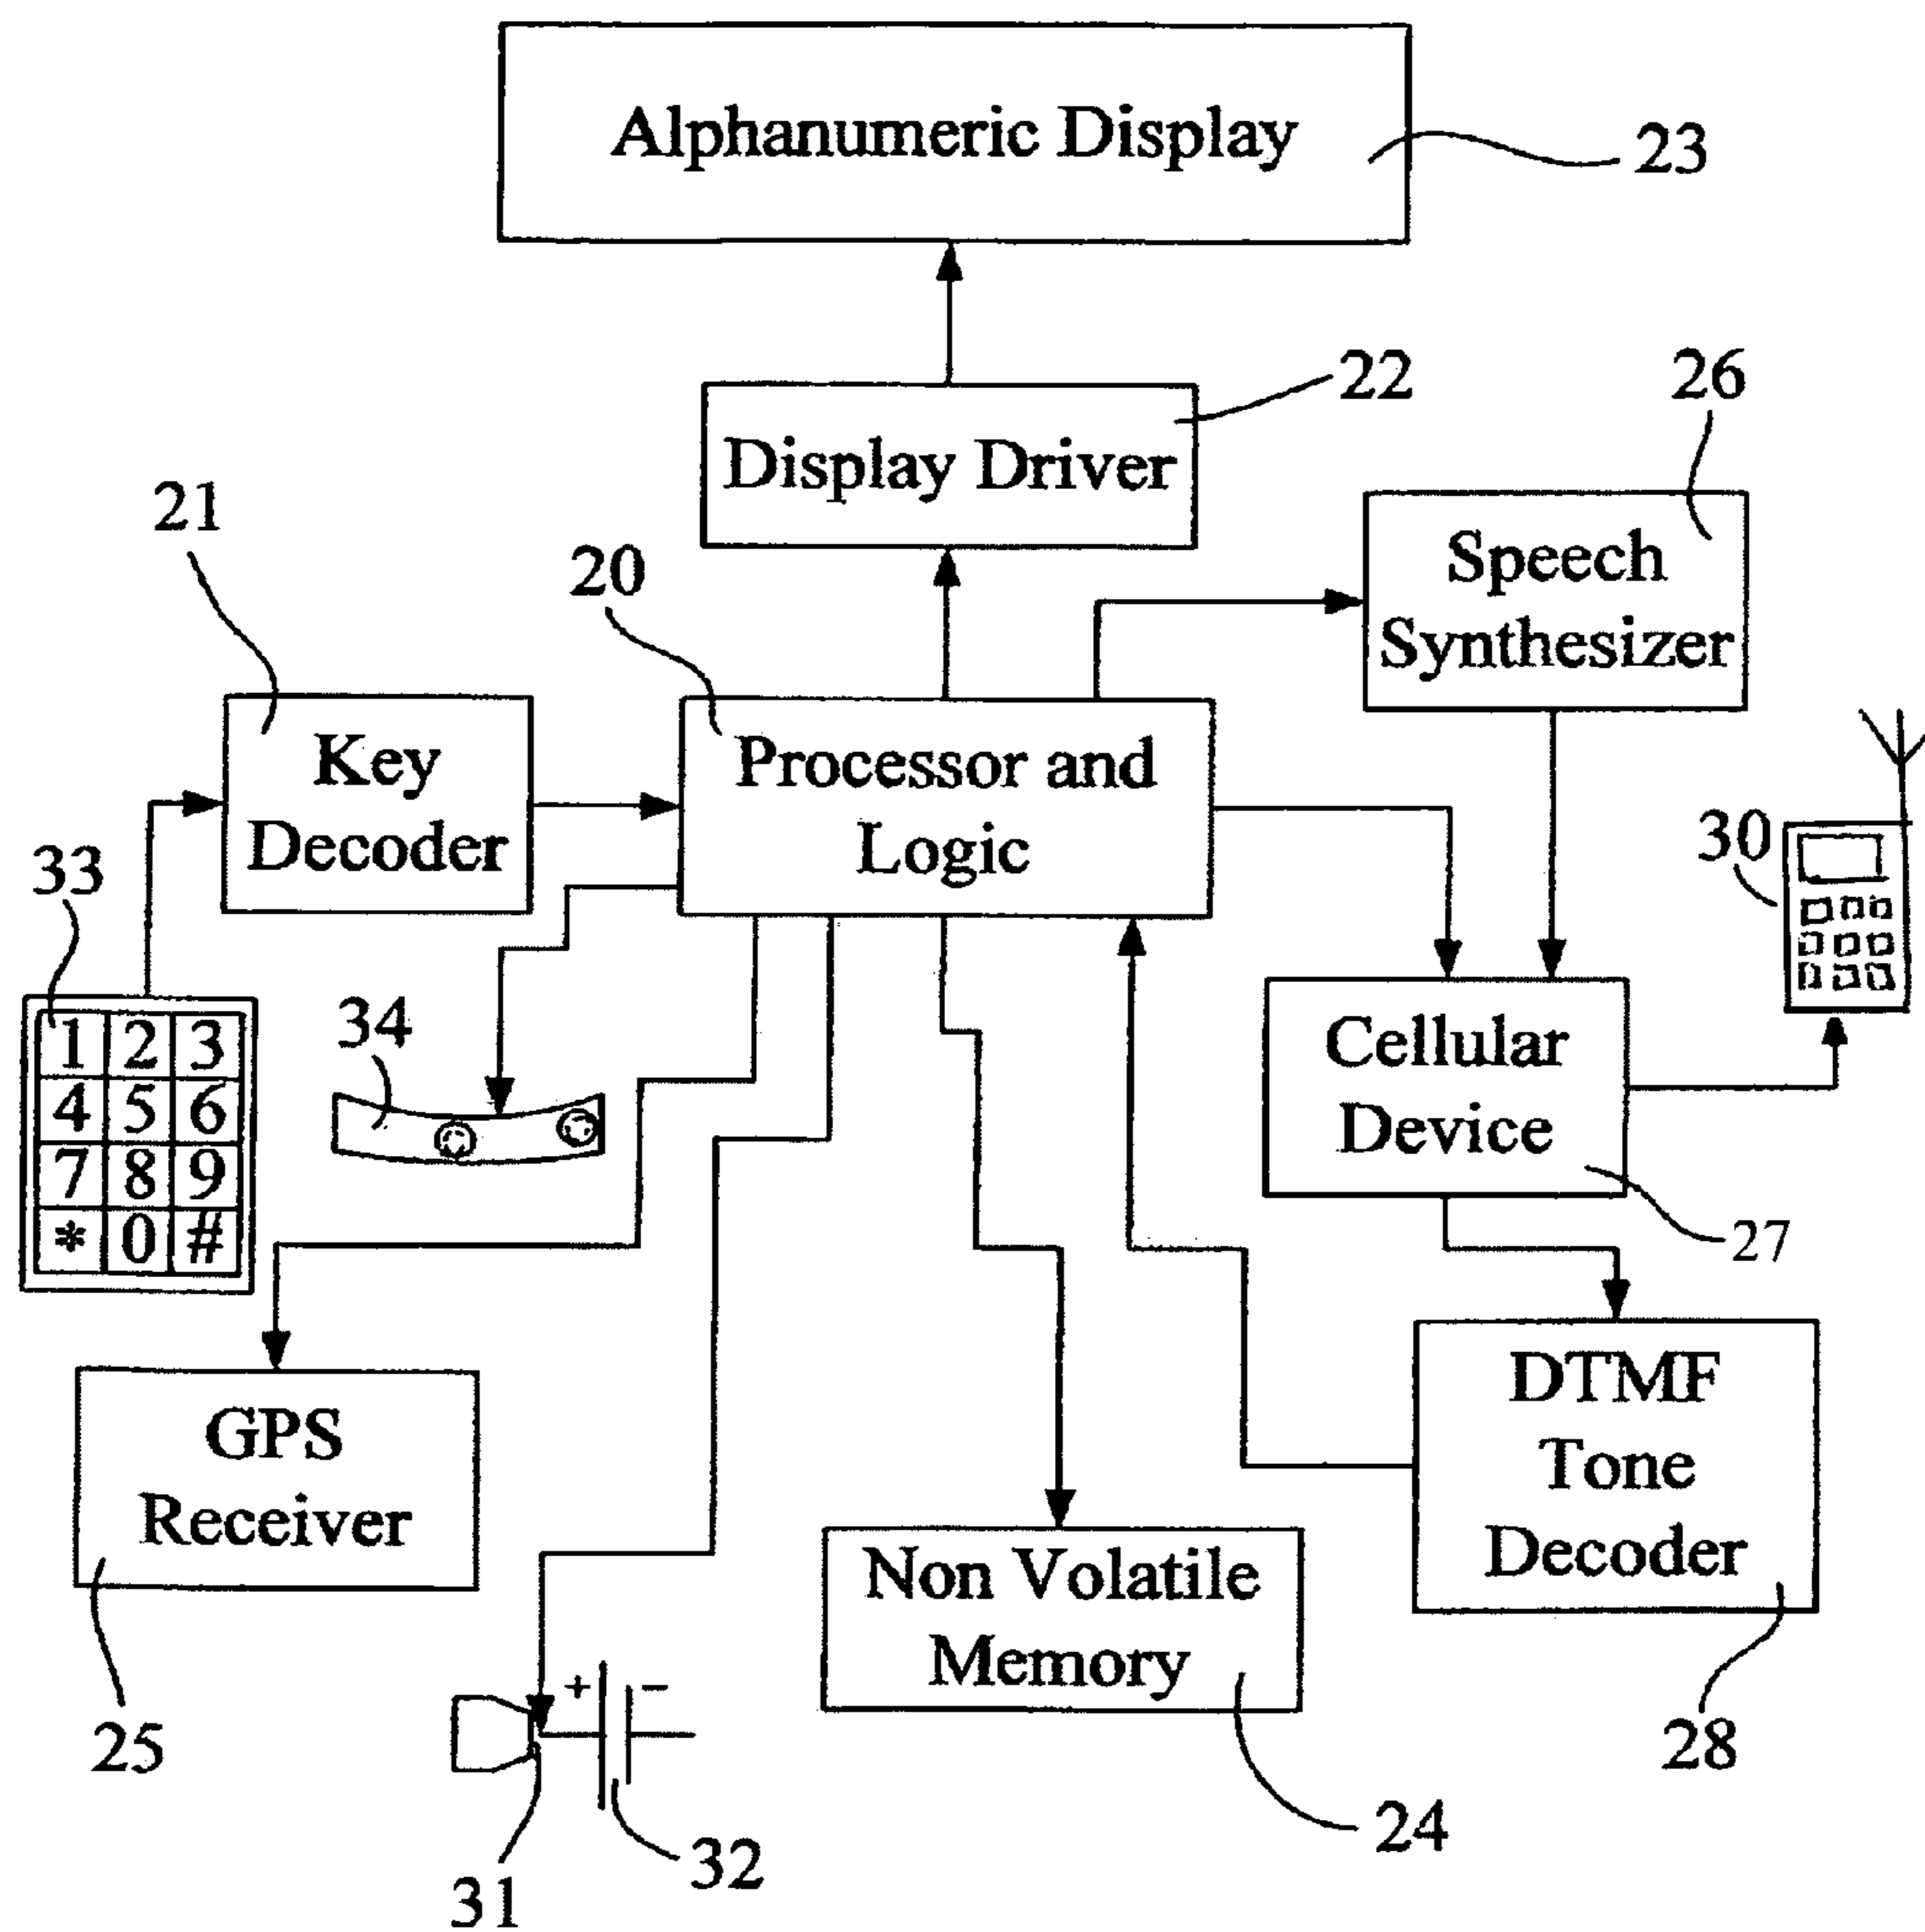 Alphanumeric Display
23
22
26
Display Driver
21
20
Speech
Synthesizer
Key
Decoder
Processor and
Logic
33
30
1 2 3
4 5 6
7 8 9
* 0 #
34
Cellular
Device
27
GPS
Receiver
DTMF
Tone
Decoder
Non Volatile
Memory
+ −
25
28
24
32
31